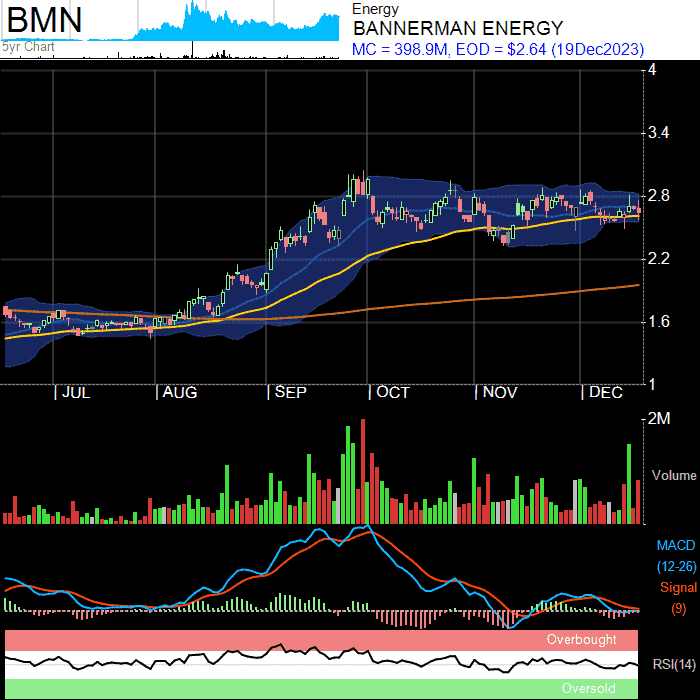 BMN
5yr Chart
Energy
BANNERMAN ENERGY
MC = 398.9M, EOD = $2.64 (19Dec2023)
4
3.4
2.8
2.2
1.6
1
| JUL | AUG | SEP | OCT | NOV | DEC
2M
Volume
MACD
(12-26)
Signal
(9)
Overbought
RSI(14)
Oversold